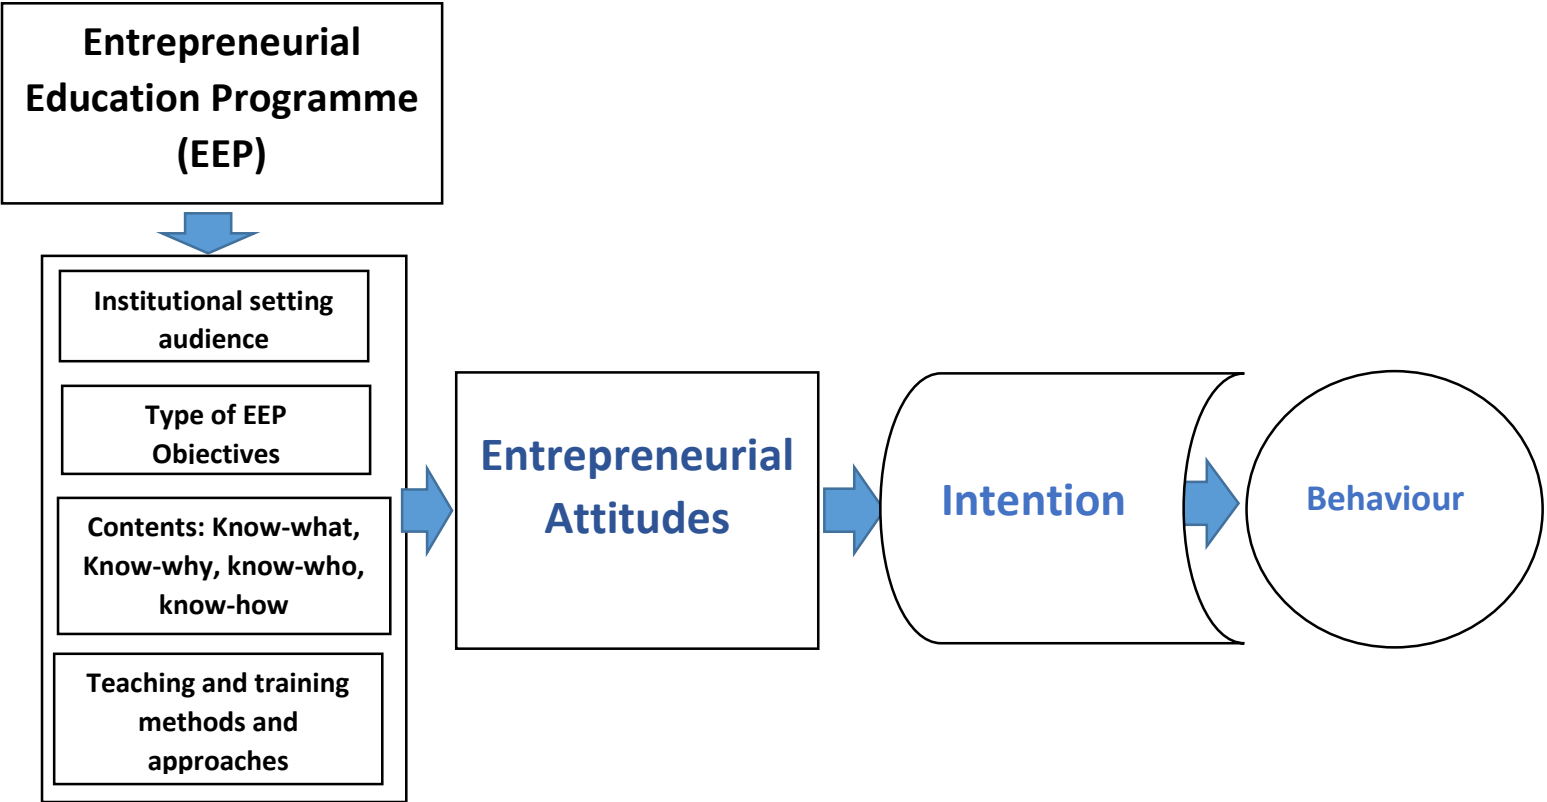 Entrepreneurial
Education Programme
(EEP)
Institutional setting
audience
Type of EEP
Objectives
Contents: Know-what,
Know-why, know-who,
know-how
Teaching and training
methods and
approaches
Entrepreneurial
Attitudes
Intention
Behaviour